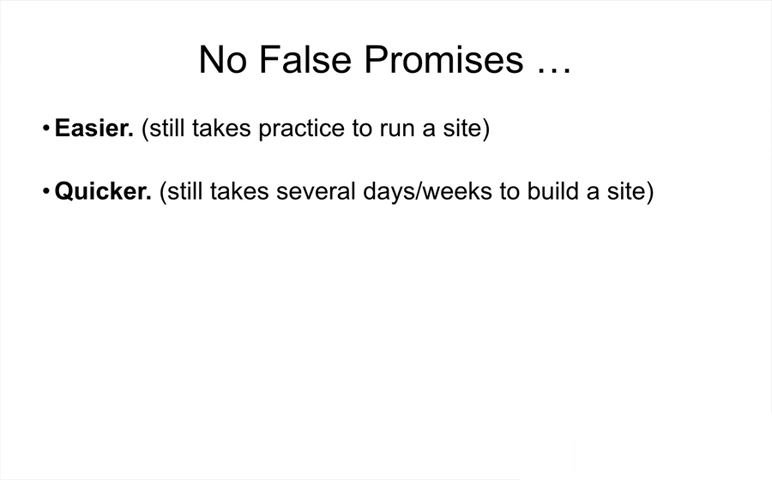 No False Promises …
• Easier. (still takes practice to run a site)
• Quicker. (still takes several days/weeks to build a site)